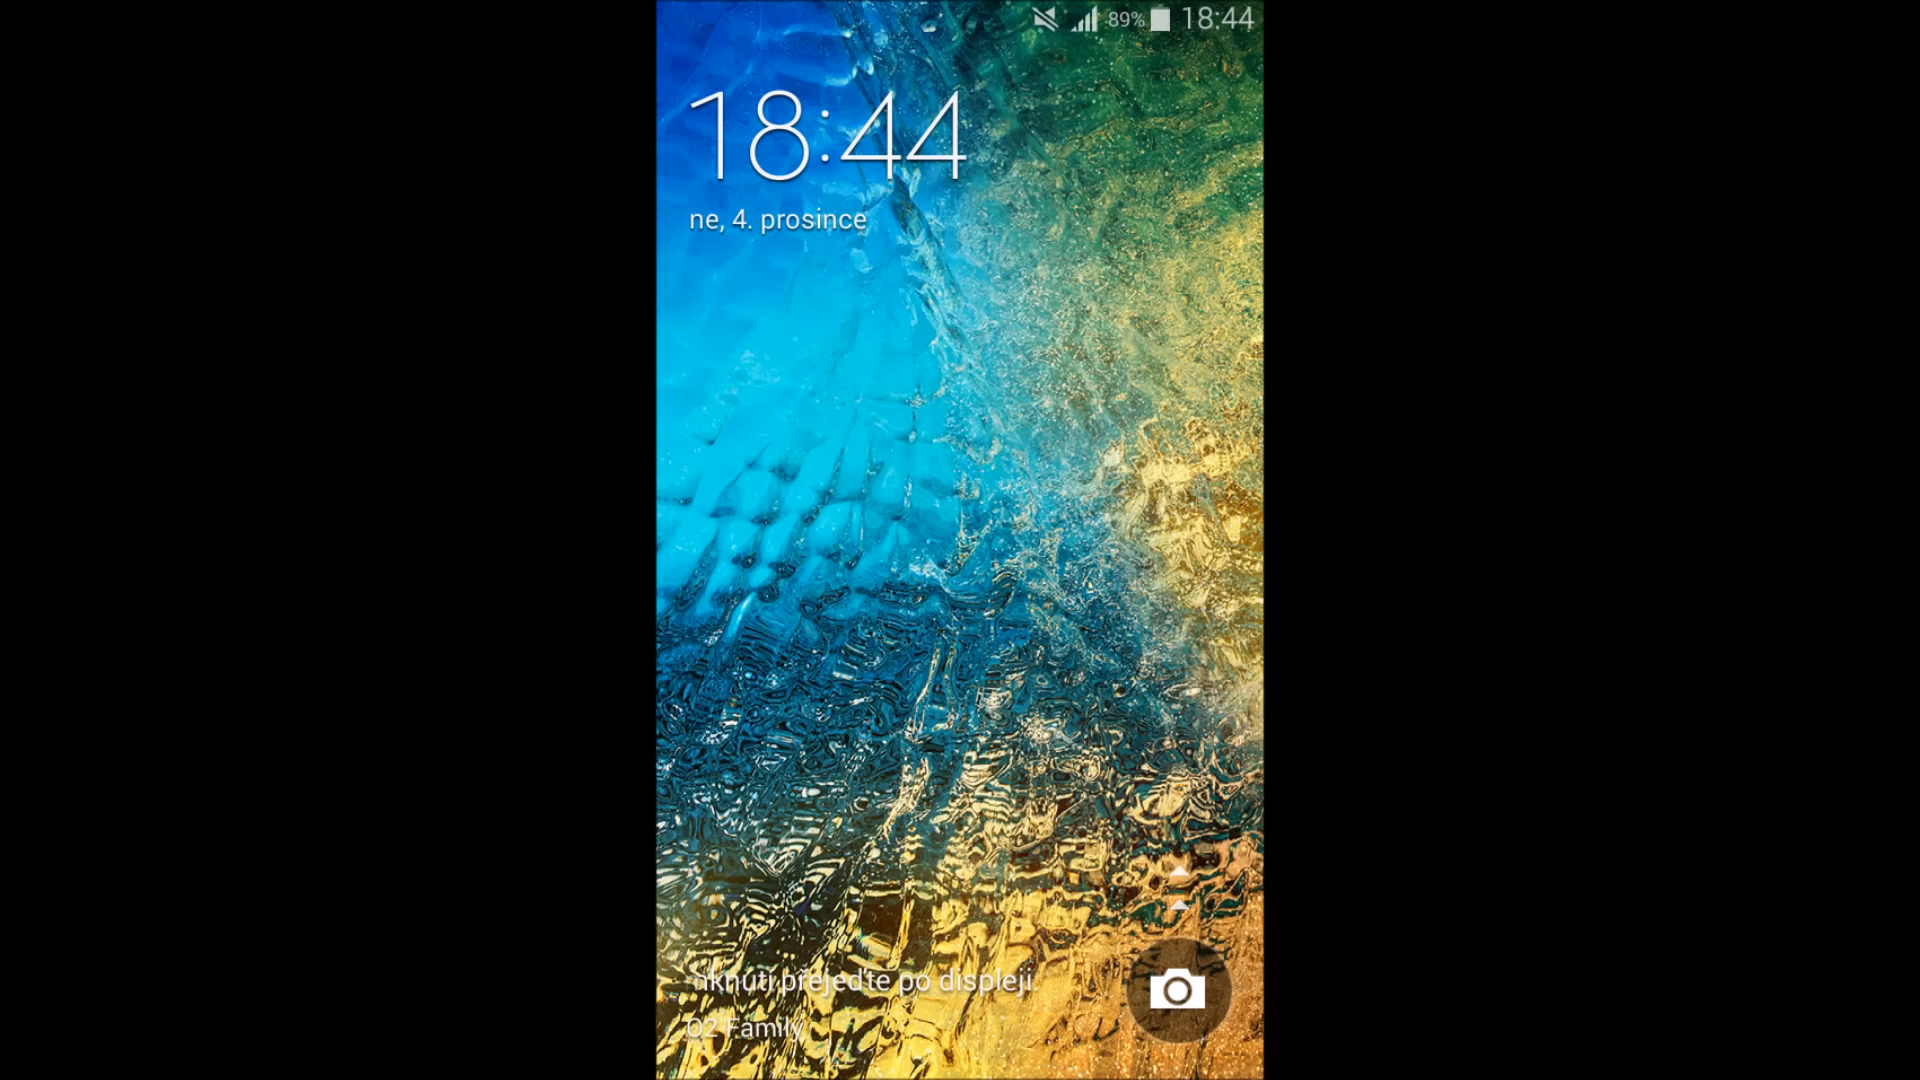 89% 18:44
18:44
ne, 4. prosince
přejeďte po displeji.
O2 Family